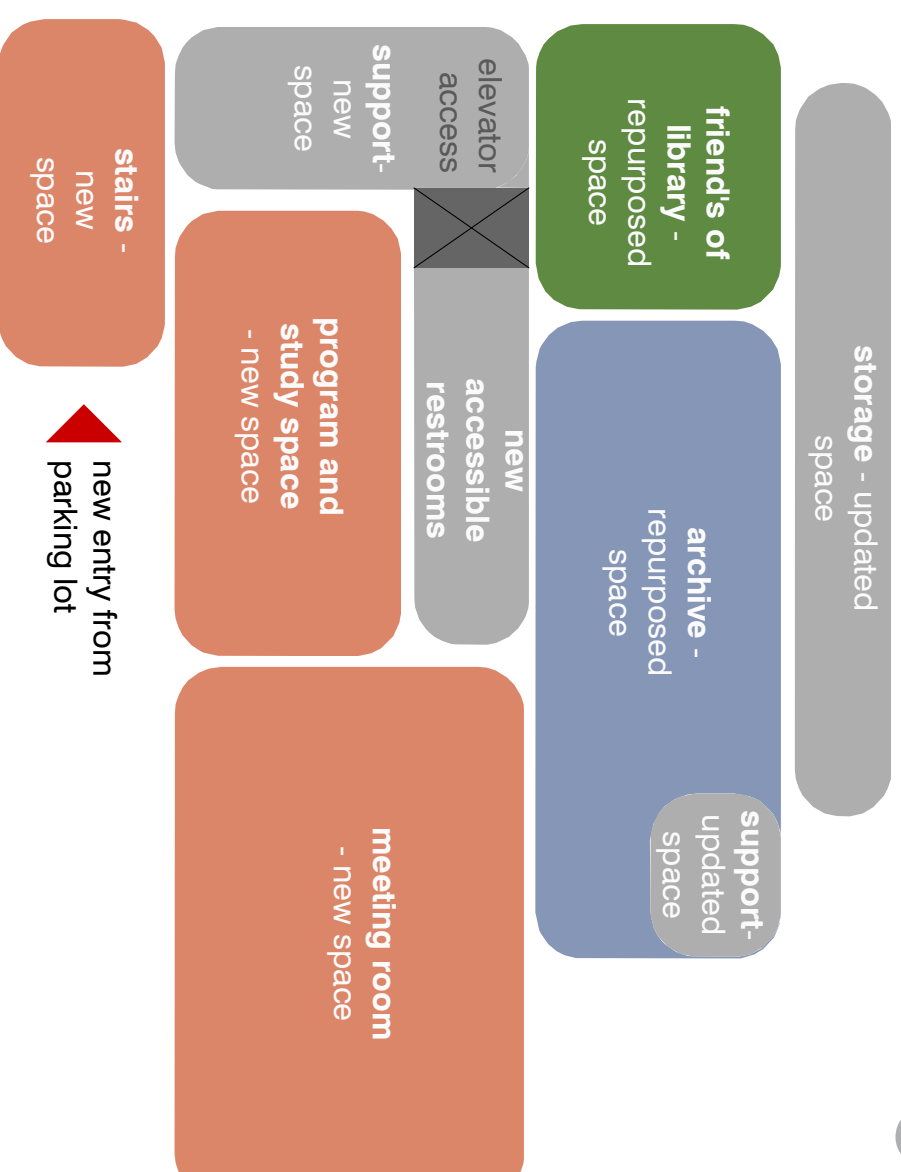 storage - updated
space
friend's of
library -
repurposed
space
archive -
repurposed
space
support-
updated
space
elevator
access
support-
new
space
new
accessible
restrooms
program and
study space
- new space
meeting room
- new space
stairs -
new
space
new entry from
parking lot